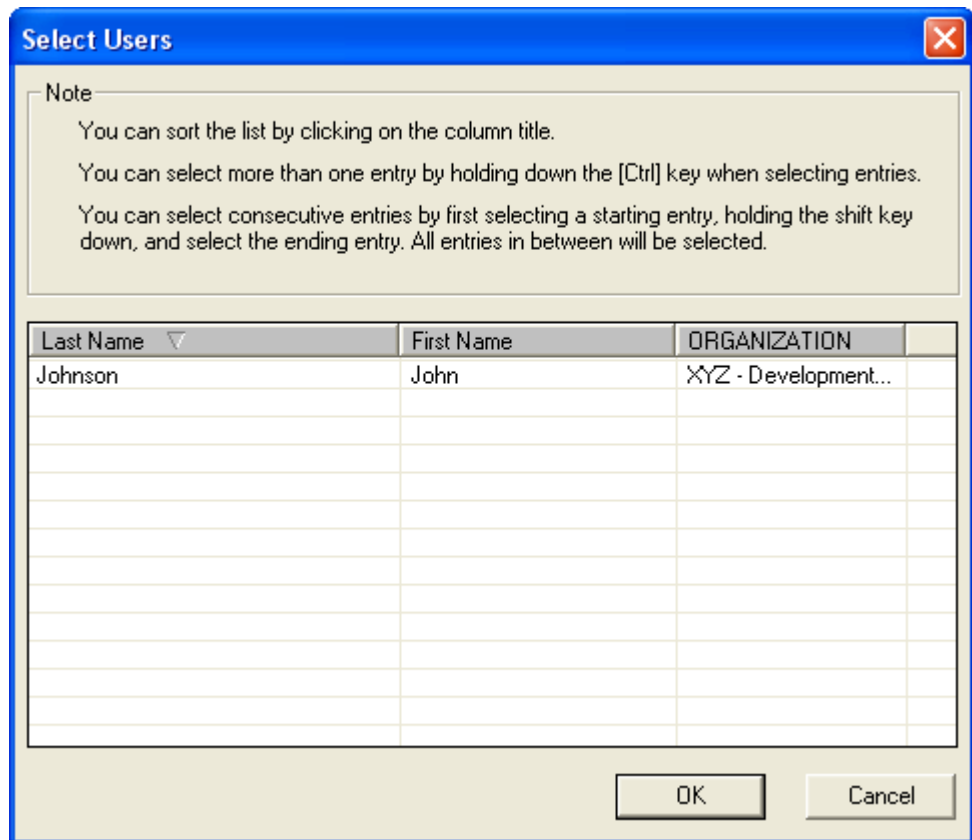 Select Users
Note
You can sort the list by clicking on the column title.
You can select more than one entry by holding down the [Ctrl] key when selecting entries.
You can select consecutive entries by first selecting a starting entry, holding the shift key
down, and select the ending entry. All entries in between will be selected.
Last Name First Name ORGANIZATION
Johnson John XYZ - Development...
OK Cancel